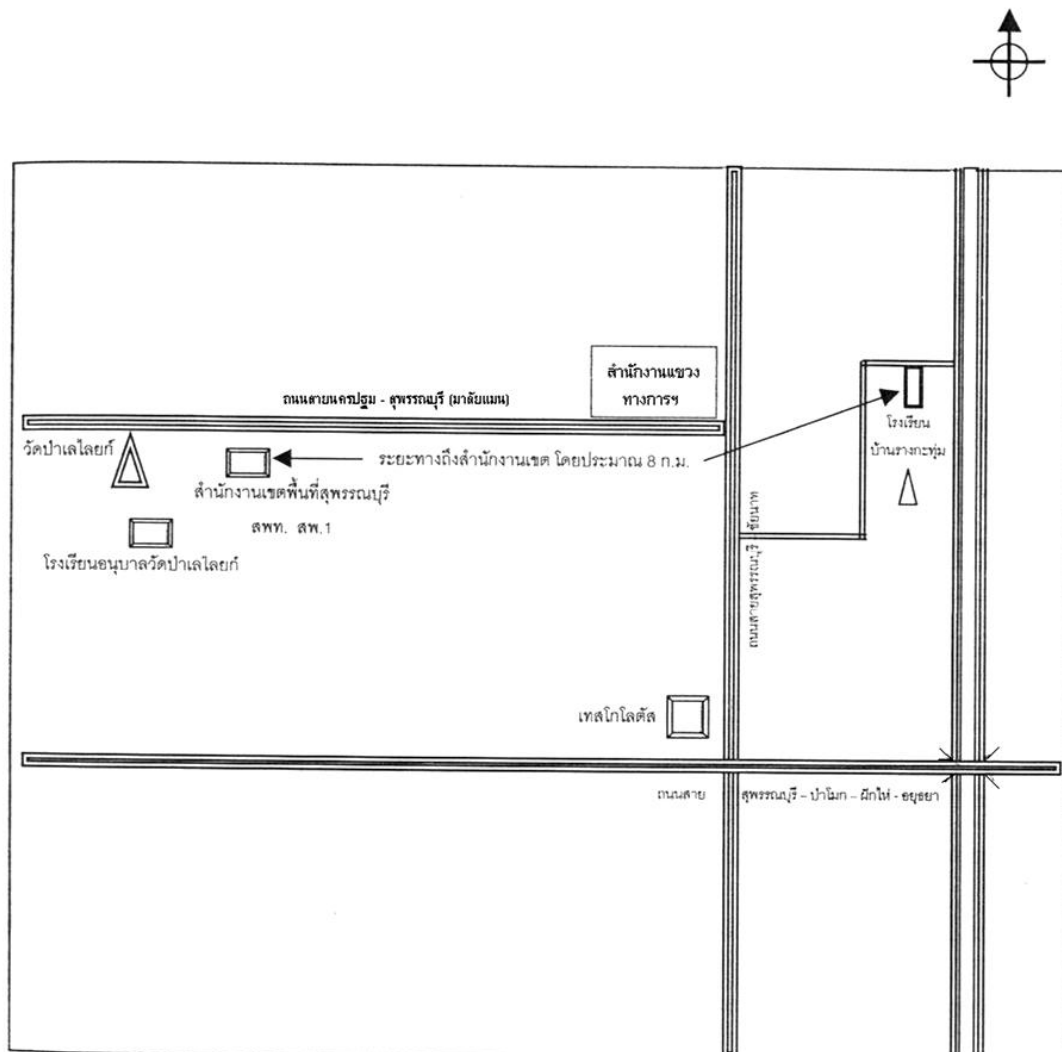 สำนักงานแขวง
ทางการฯ
ถนนสายนครปฐม - สุพรรณบุรี (มาลัยแมน)
วัดป่าเลไลยก์
ระยะทางถึงสำนักงานเขต โดยประมาณ 8 ก.ม.
โรงเรียน
บ้านรางกะทุ่ม
สำนักงานเขตพื้นที่สุพรรณบุรี
สพท. สพ.1
โรงเรียนอนุบาลวัดป่าเลไลยก์
ถนนสายสุพรรณบุรี - ชัยนาท
เทสโกโลตัส
ถนนสาย สุพรรณบุรี – ป่าโมก – ผักไห่ - อยุธยา